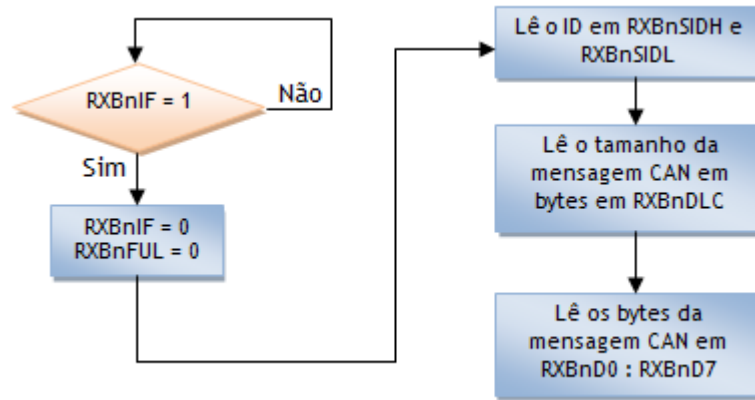 RXBnIF = 1
Não
Sim
RXBnIF = 0
RXBnFUL = 0
Lê o ID em RXBnSIDH e
RXBnSIDL
Lê o tamanho da
mensagem CAN em
bytes em RXBnDLC
Lê os bytes da
mensagem CAN em
RXBnD0 : RXBnD7